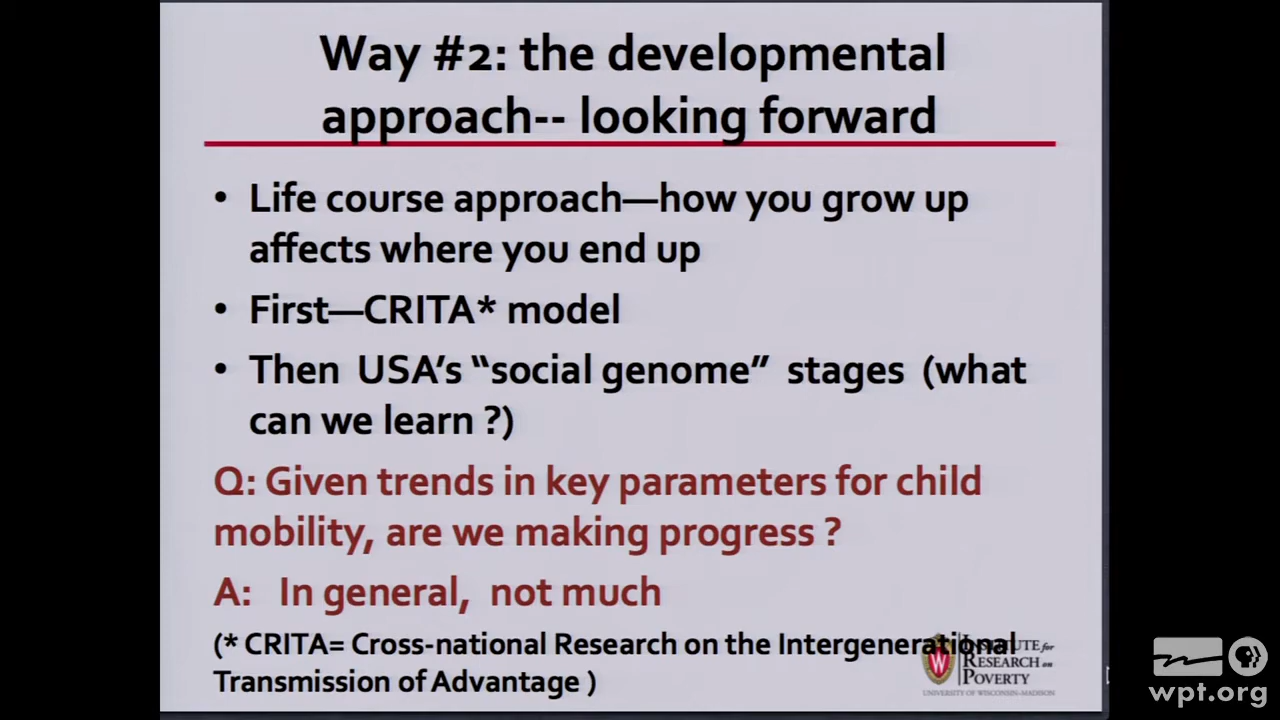 Way #2: the developmental
approach-- looking forward
• Life course approach—how you grow up
affects where you end up
• First—CRITA* model
• Then USA’s “social genome” stages (what
can we learn ?)
Q: Given trends in key parameters for child
mobility, are we making progress ?
A: In general, not much
(* CRITA= Cross-national Research on the Intergenerational
Transmission of Advantage )
W
INSTITUTE for
RESEARCH on
POVERTY
UNIVERSITY OF WISCONSIN–MADISON
PBS
wpt.org